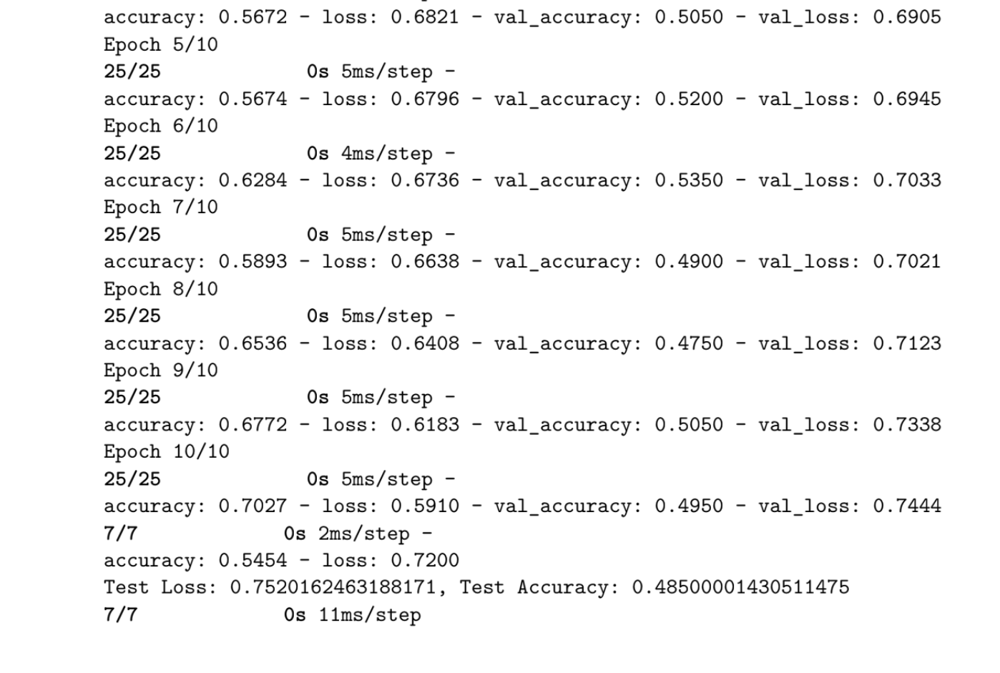 accuracy: 0.5672 - loss: 0.6821 - val_accuracy: 0.5050 - val_loss: 0.6905
Epoch 5/10
25/25 0s 5ms/step -
accuracy: 0.5674 - loss: 0.6796 - val_accuracy: 0.5200 - val_loss: 0.6945
Epoch 6/10
25/25 0s 4ms/step -
accuracy: 0.6284 - loss: 0.6736 - val_accuracy: 0.5350 - val_loss: 0.7033
Epoch 7/10
25/25 0s 5ms/step -
accuracy: 0.5893 - loss: 0.6638 - val_accuracy: 0.4900 - val_loss: 0.7021
Epoch 8/10
25/25 0s 5ms/step -
accuracy: 0.6536 - loss: 0.6408 - val_accuracy: 0.4750 - val_loss: 0.7123
Epoch 9/10
25/25 0s 5ms/step -
accuracy: 0.6772 - loss: 0.6183 - val_accuracy: 0.5050 - val_loss: 0.7338
Epoch 10/10
25/25 0s 5ms/step -
accuracy: 0.7027 - loss: 0.5910 - val_accuracy: 0.4950 - val_loss: 0.7444
7/7 0s 2ms/step -
accuracy: 0.5454 - loss: 0.7200
Test Loss: 0.7520162463188171, Test Accuracy: 0.48500001430511475
7/7 0s 11ms/step